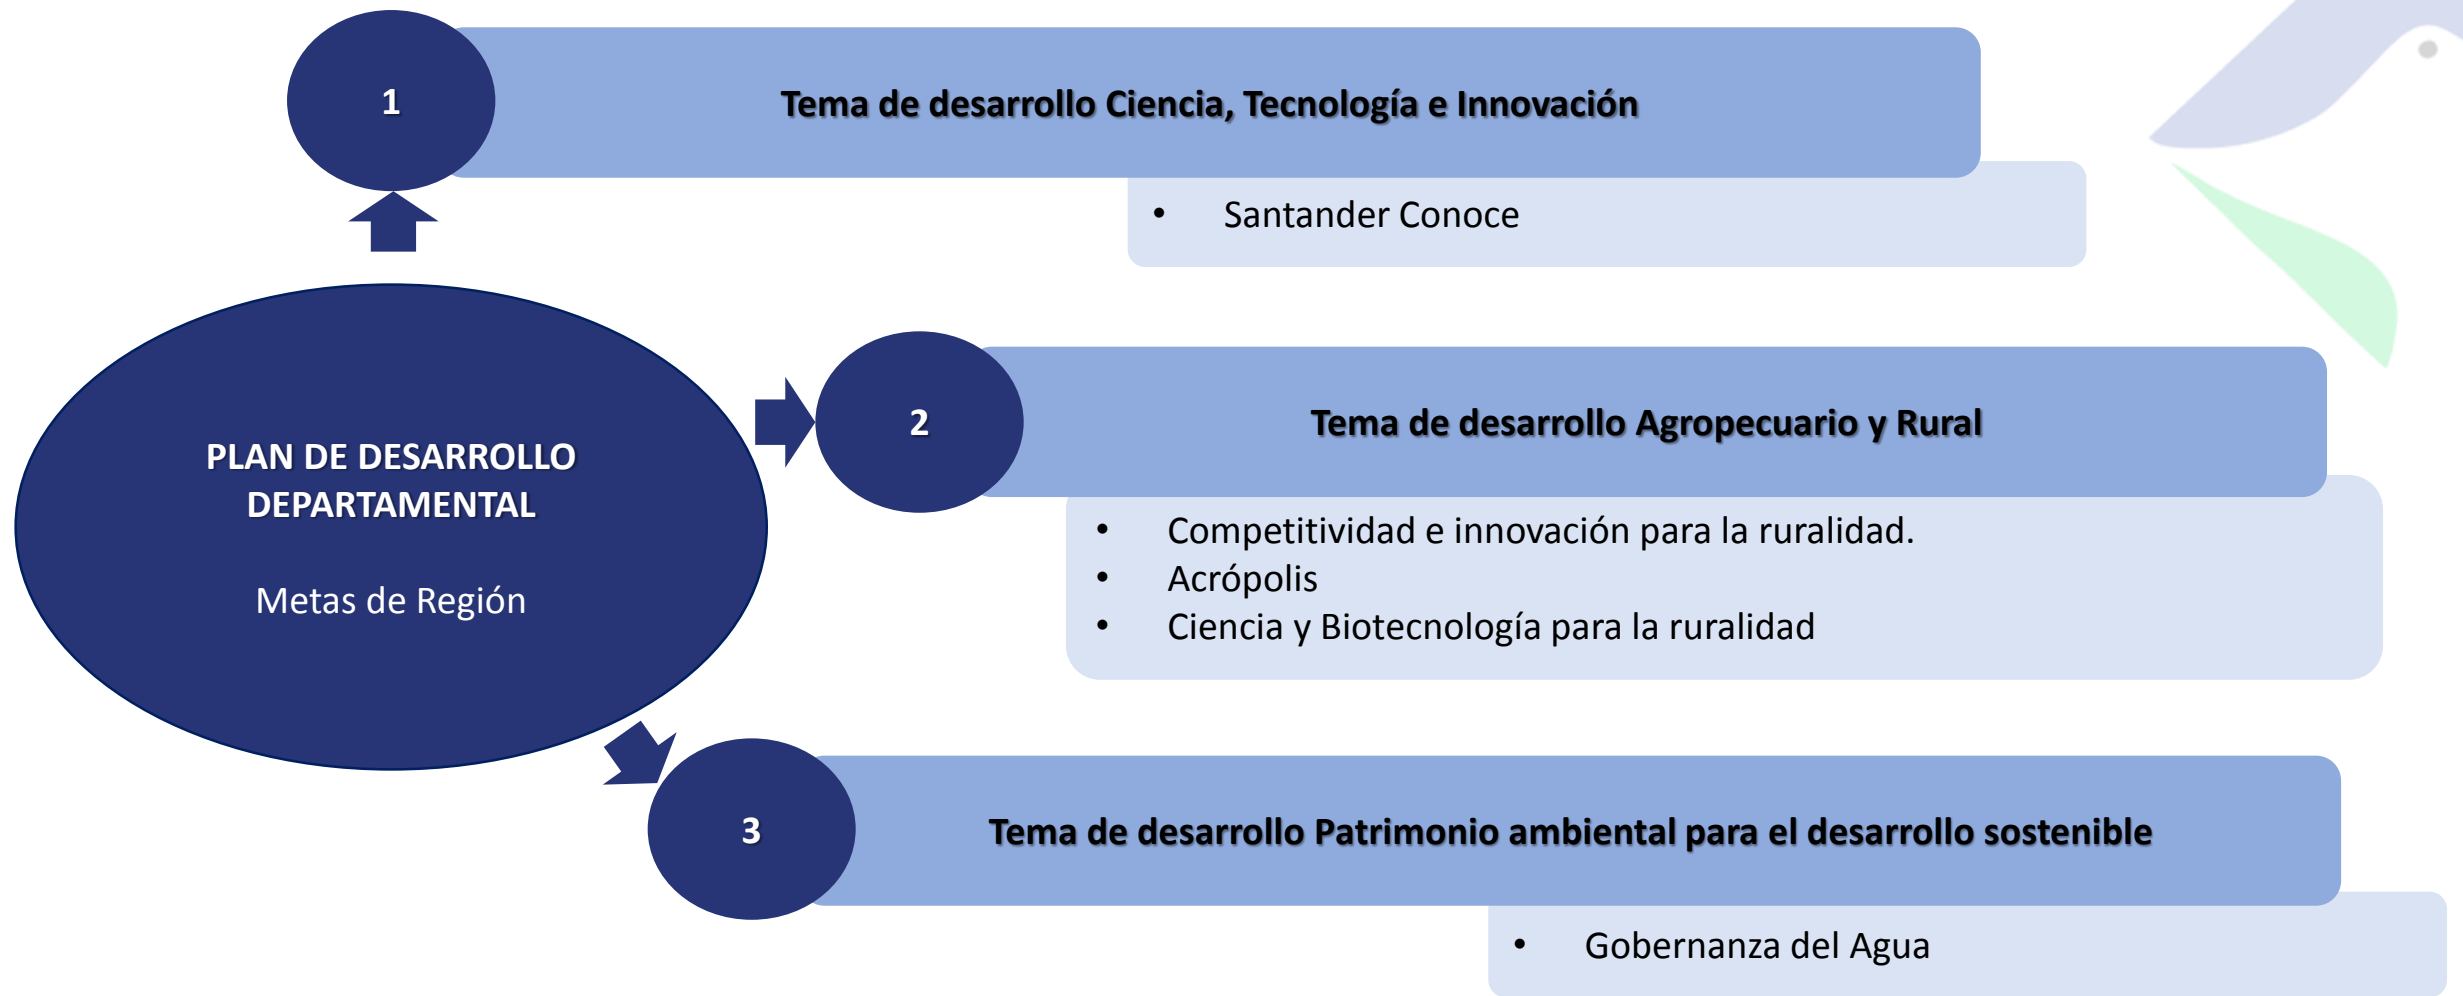 1
Tema de desarrollo Ciencia, Tecnología e Innovación
• Santander Conoce
PLAN DE DESARROLLO
DEPARTAMENTAL
Metas de Región
2
Tema de desarrollo Agropecuario y Rural
• Competitividad e innovación para la ruralidad.
• Acrópolis
• Ciencia y Biotecnología para la ruralidad
3
Tema de desarrollo Patrimonio ambiental para el desarrollo sostenible
• Gobernanza del Agua